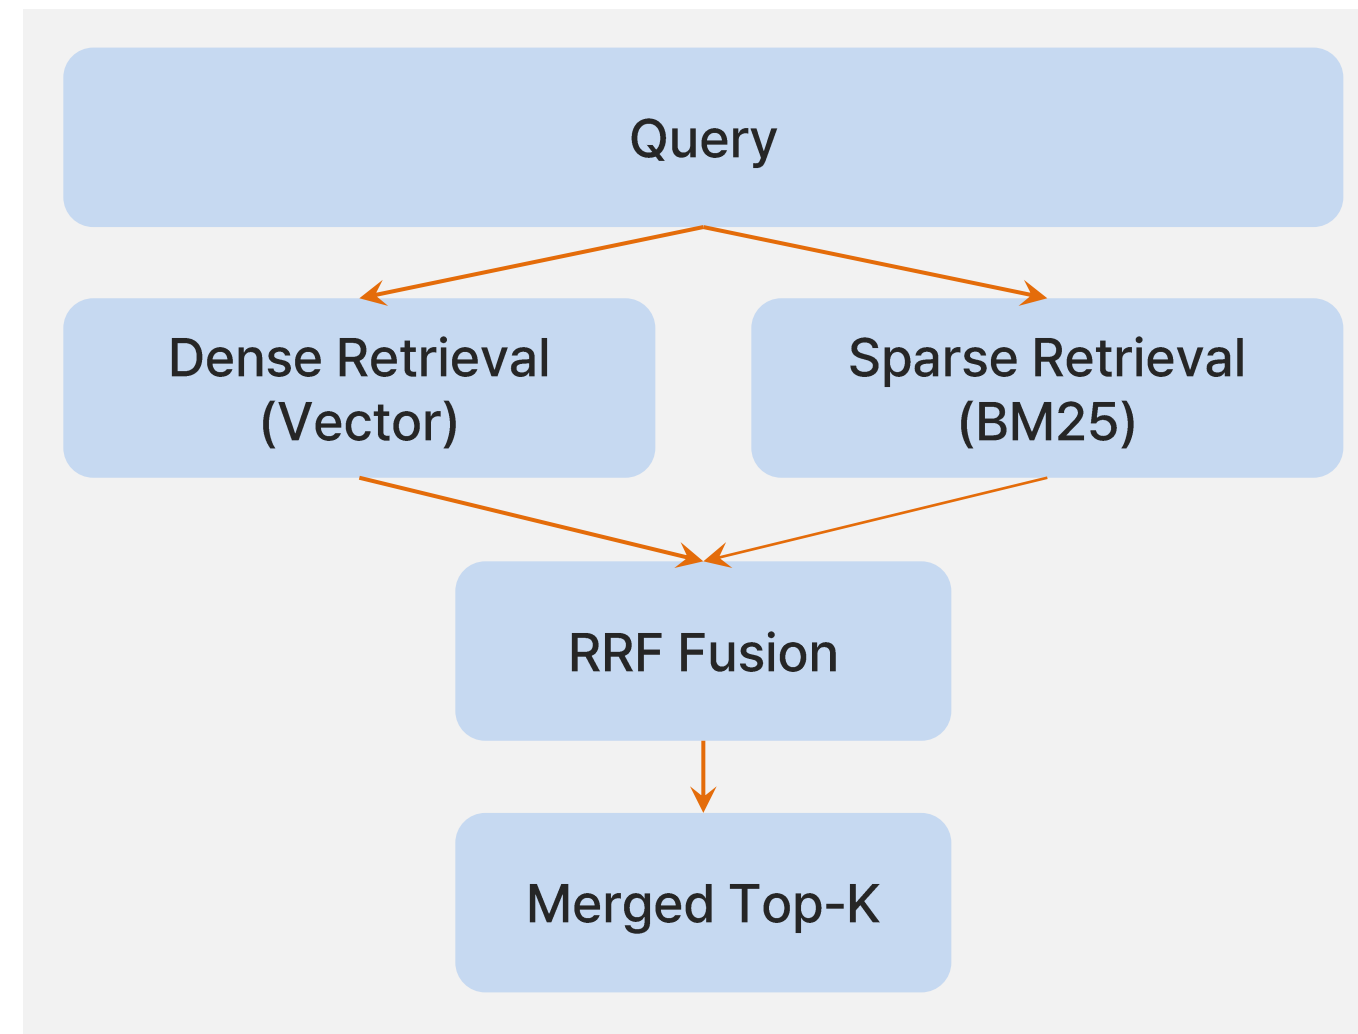 Query
Dense Retrieval
(Vector)
Sparse Retrieval
(BM25)
RRF Fusion
Merged Top-K